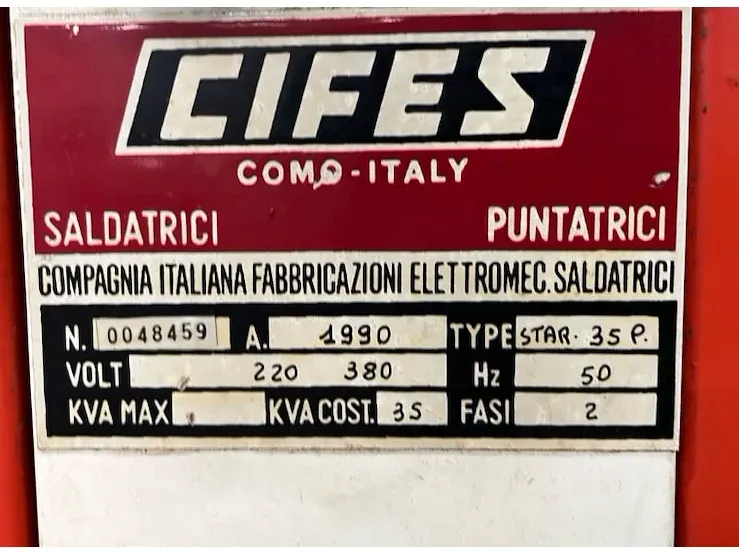 CIFES
COMO-ITALY
SALDATRICI PUNTATRICI
COMPAGNIA ITALIANA FABBRICAZIONI ELETTROMEC. SALDATRICI
N. 0048459 A. 1990 TYPE STAR. 35 P.
VOLT 220 380 Hz 50
KVA MAX KVA COST. 35 FASI 2